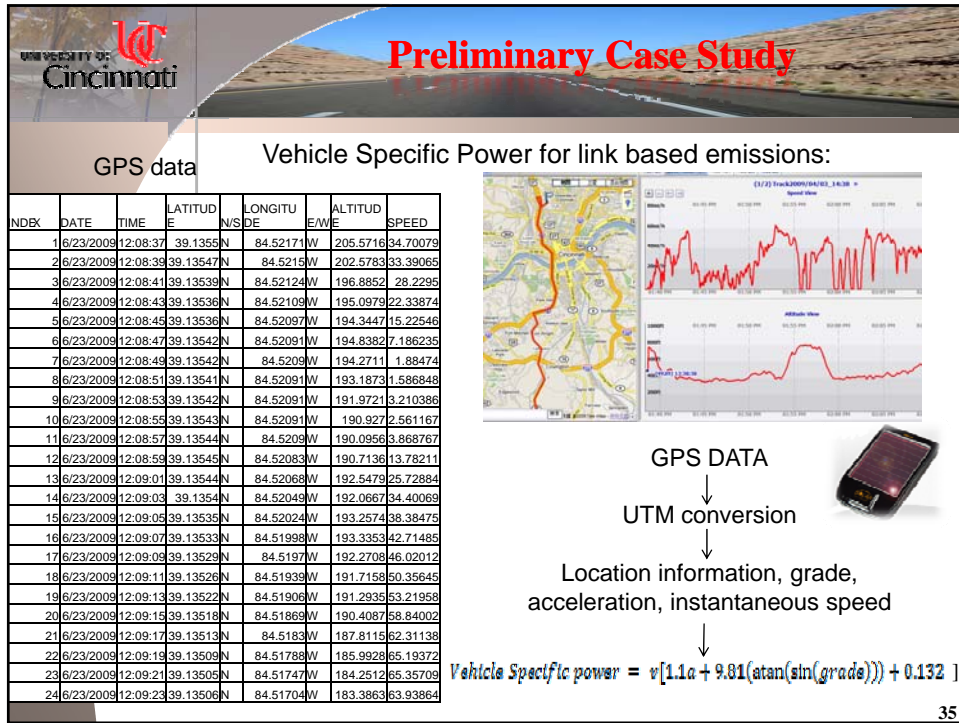 UNIVERSITY OF
Cincinnati
Preliminary Case Study
GPS data
Vehicle Specific Power for link based emissions:
INDEX DATE TIME LATITUDE N/S LONGITUDE E/W ALTITUDE SPEED
1 6/23/2009 12:08:37 39.1355 N 84.52171 W 205.5716 34.70079
2 6/23/2009 12:08:39 39.13547 N 84.5215 W 202.5783 33.39065
3 6/23/2009 12:08:41 39.13539 N 84.52124 W 196.8852 28.2295
4 6/23/2009 12:08:43 39.13536 N 84.52109 W 195.0979 22.33874
5 6/23/2009 12:08:45 39.13536 N 84.52097 W 194.3447 15.22546
6 6/23/2009 12:08:47 39.13542 N 84.52091 W 194.8382 7.186235
7 6/23/2009 12:08:49 39.13542 N 84.5209 W 194.2711 1.88474
8 6/23/2009 12:08:51 39.13541 N 84.52091 W 193.1873 1.586848
9 6/23/2009 12:08:53 39.13542 N 84.52091 W 191.9721 3.210386
10 6/23/2009 12:08:55 39.13543 N 84.52091 W 190.927 2.561167
11 6/23/2009 12:08:57 39.13544 N 84.5209 W 190.0956 3.868767
12 6/23/2009 12:08:59 39.13545 N 84.52083 W 190.7136 13.78211
13 6/23/2009 12:09:01 39.13544 N 84.52068 W 192.5479 25.72884
14 6/23/2009 12:09:03 39.1354 N 84.52049 W 192.0667 34.40069
15 6/23/2009 12:09:05 39.13535 N 84.52024 W 193.2574 38.38475
16 6/23/2009 12:09:07 39.13533 N 84.51998 W 193.3353 42.71485
17 6/23/2009 12:09:09 39.13529 N 84.5197 W 192.2708 46.02012
18 6/23/2009 12:09:11 39.13526 N 84.51939 W 191.7158 50.35645
19 6/23/2009 12:09:13 39.13522 N 84.51906 W 191.2935 53.21958
20 6/23/2009 12:09:15 39.13518 N 84.51869 W 190.4087 58.84002
21 6/23/2009 12:09:17 39.13513 N 84.5183 W 187.8115 62.31138
22 6/23/2009 12:09:19 39.13509 N 84.51788 W 185.9928 65.19372
23 6/23/2009 12:09:21 39.13505 N 84.51747 W 184.2512 65.35709
24 6/23/2009 12:09:23 39.13506 N 84.51704 W 183.3863 63.93864
(1/2) Track2009/04/03_14:38
Speed View
Altitude View
GPS DATA
UTM conversion
Location information, grade,
acceleration, instantaneous speed
Vehicle Specific power = v[1.1a + 9.81(atan(sin(grade))) + 0.132 ]
35